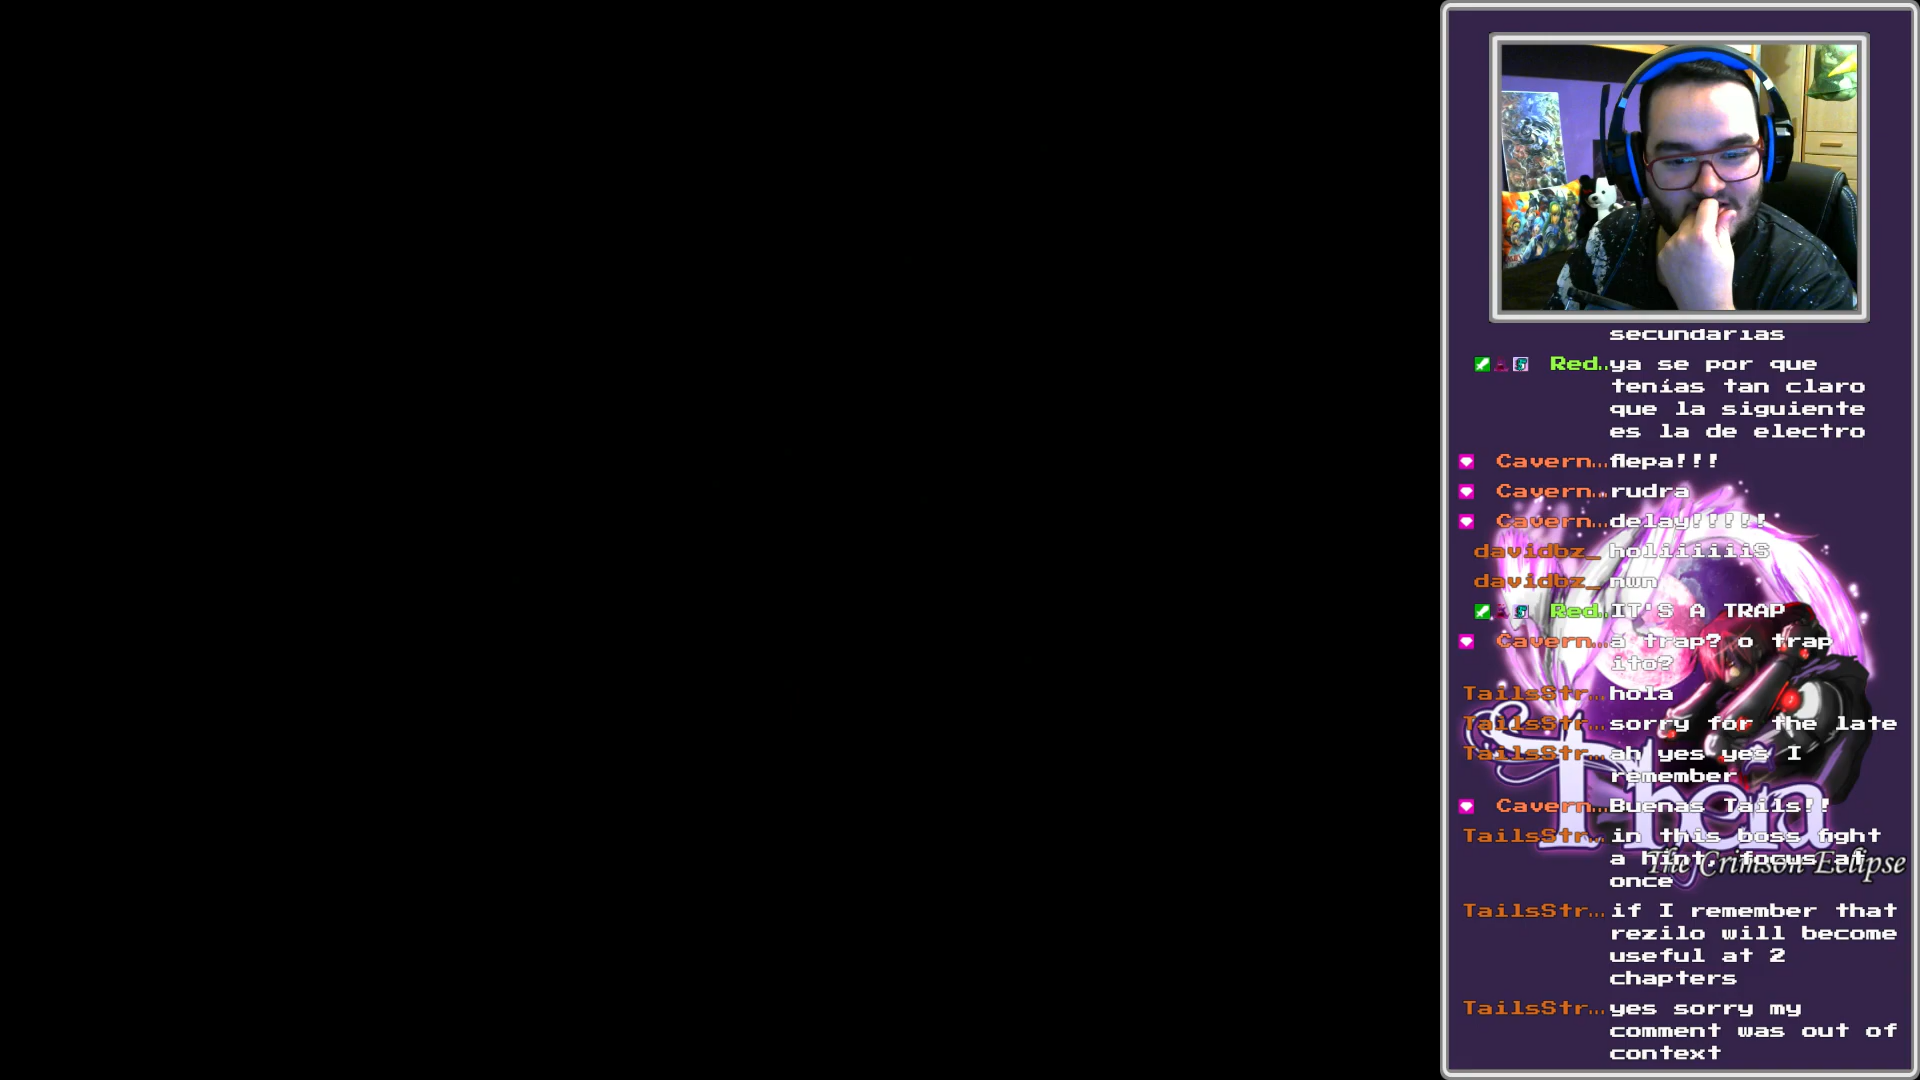 secundarias
Red..ya se por que
tenías tan claro
que la siguiente
es la de electro
Cavern...flepa!!!
Cavern...rudra
Cavern...delay!!!!!
davidbz_ holiiiiiiS
davidbz_ nwn
Red..IT'S A TRAP
Cavern...a trap? o trap
ito?
TailsStr...hola
TailsStr...sorry for the late
TailsStr...ah yes yes I
remember
Cavern...Buenas Tails!!
TailsStr...in this boss fight
a hint, focus at
once
Thera
The Crimson Eclipse
TailsStr...if I remember that
rezilo will become
useful at 2
chapters
TailsStr...yes sorry my
comment was out of
context